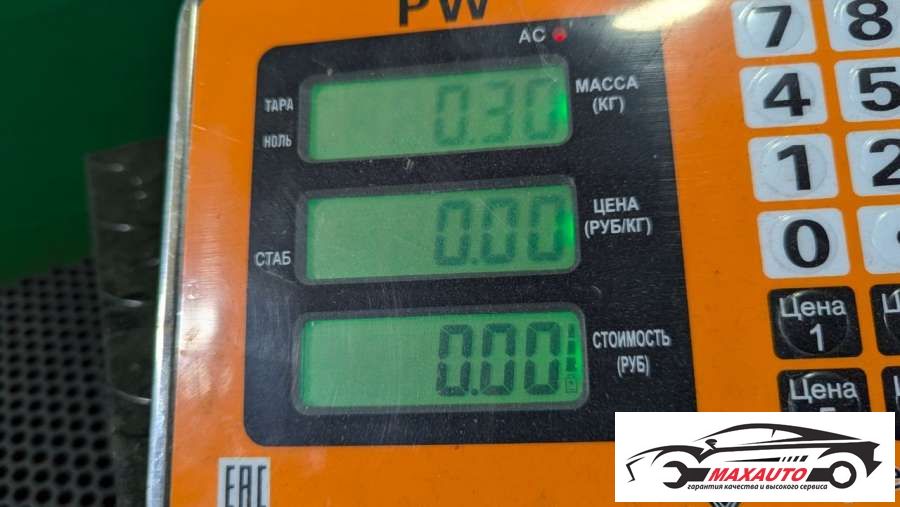 PW
AC
ТАРА
НОЛЬ
0.30
МАССА
(КГ)
СТАБ
0.00
ЦЕНА
(РУБ/КГ)
0.00
СТОИМОСТЬ
(РУБ)
7 8
4 5
1 2
0
Цена
1
Цена
EAC
MAXAUTO
гарантия качества и высокого сервиса